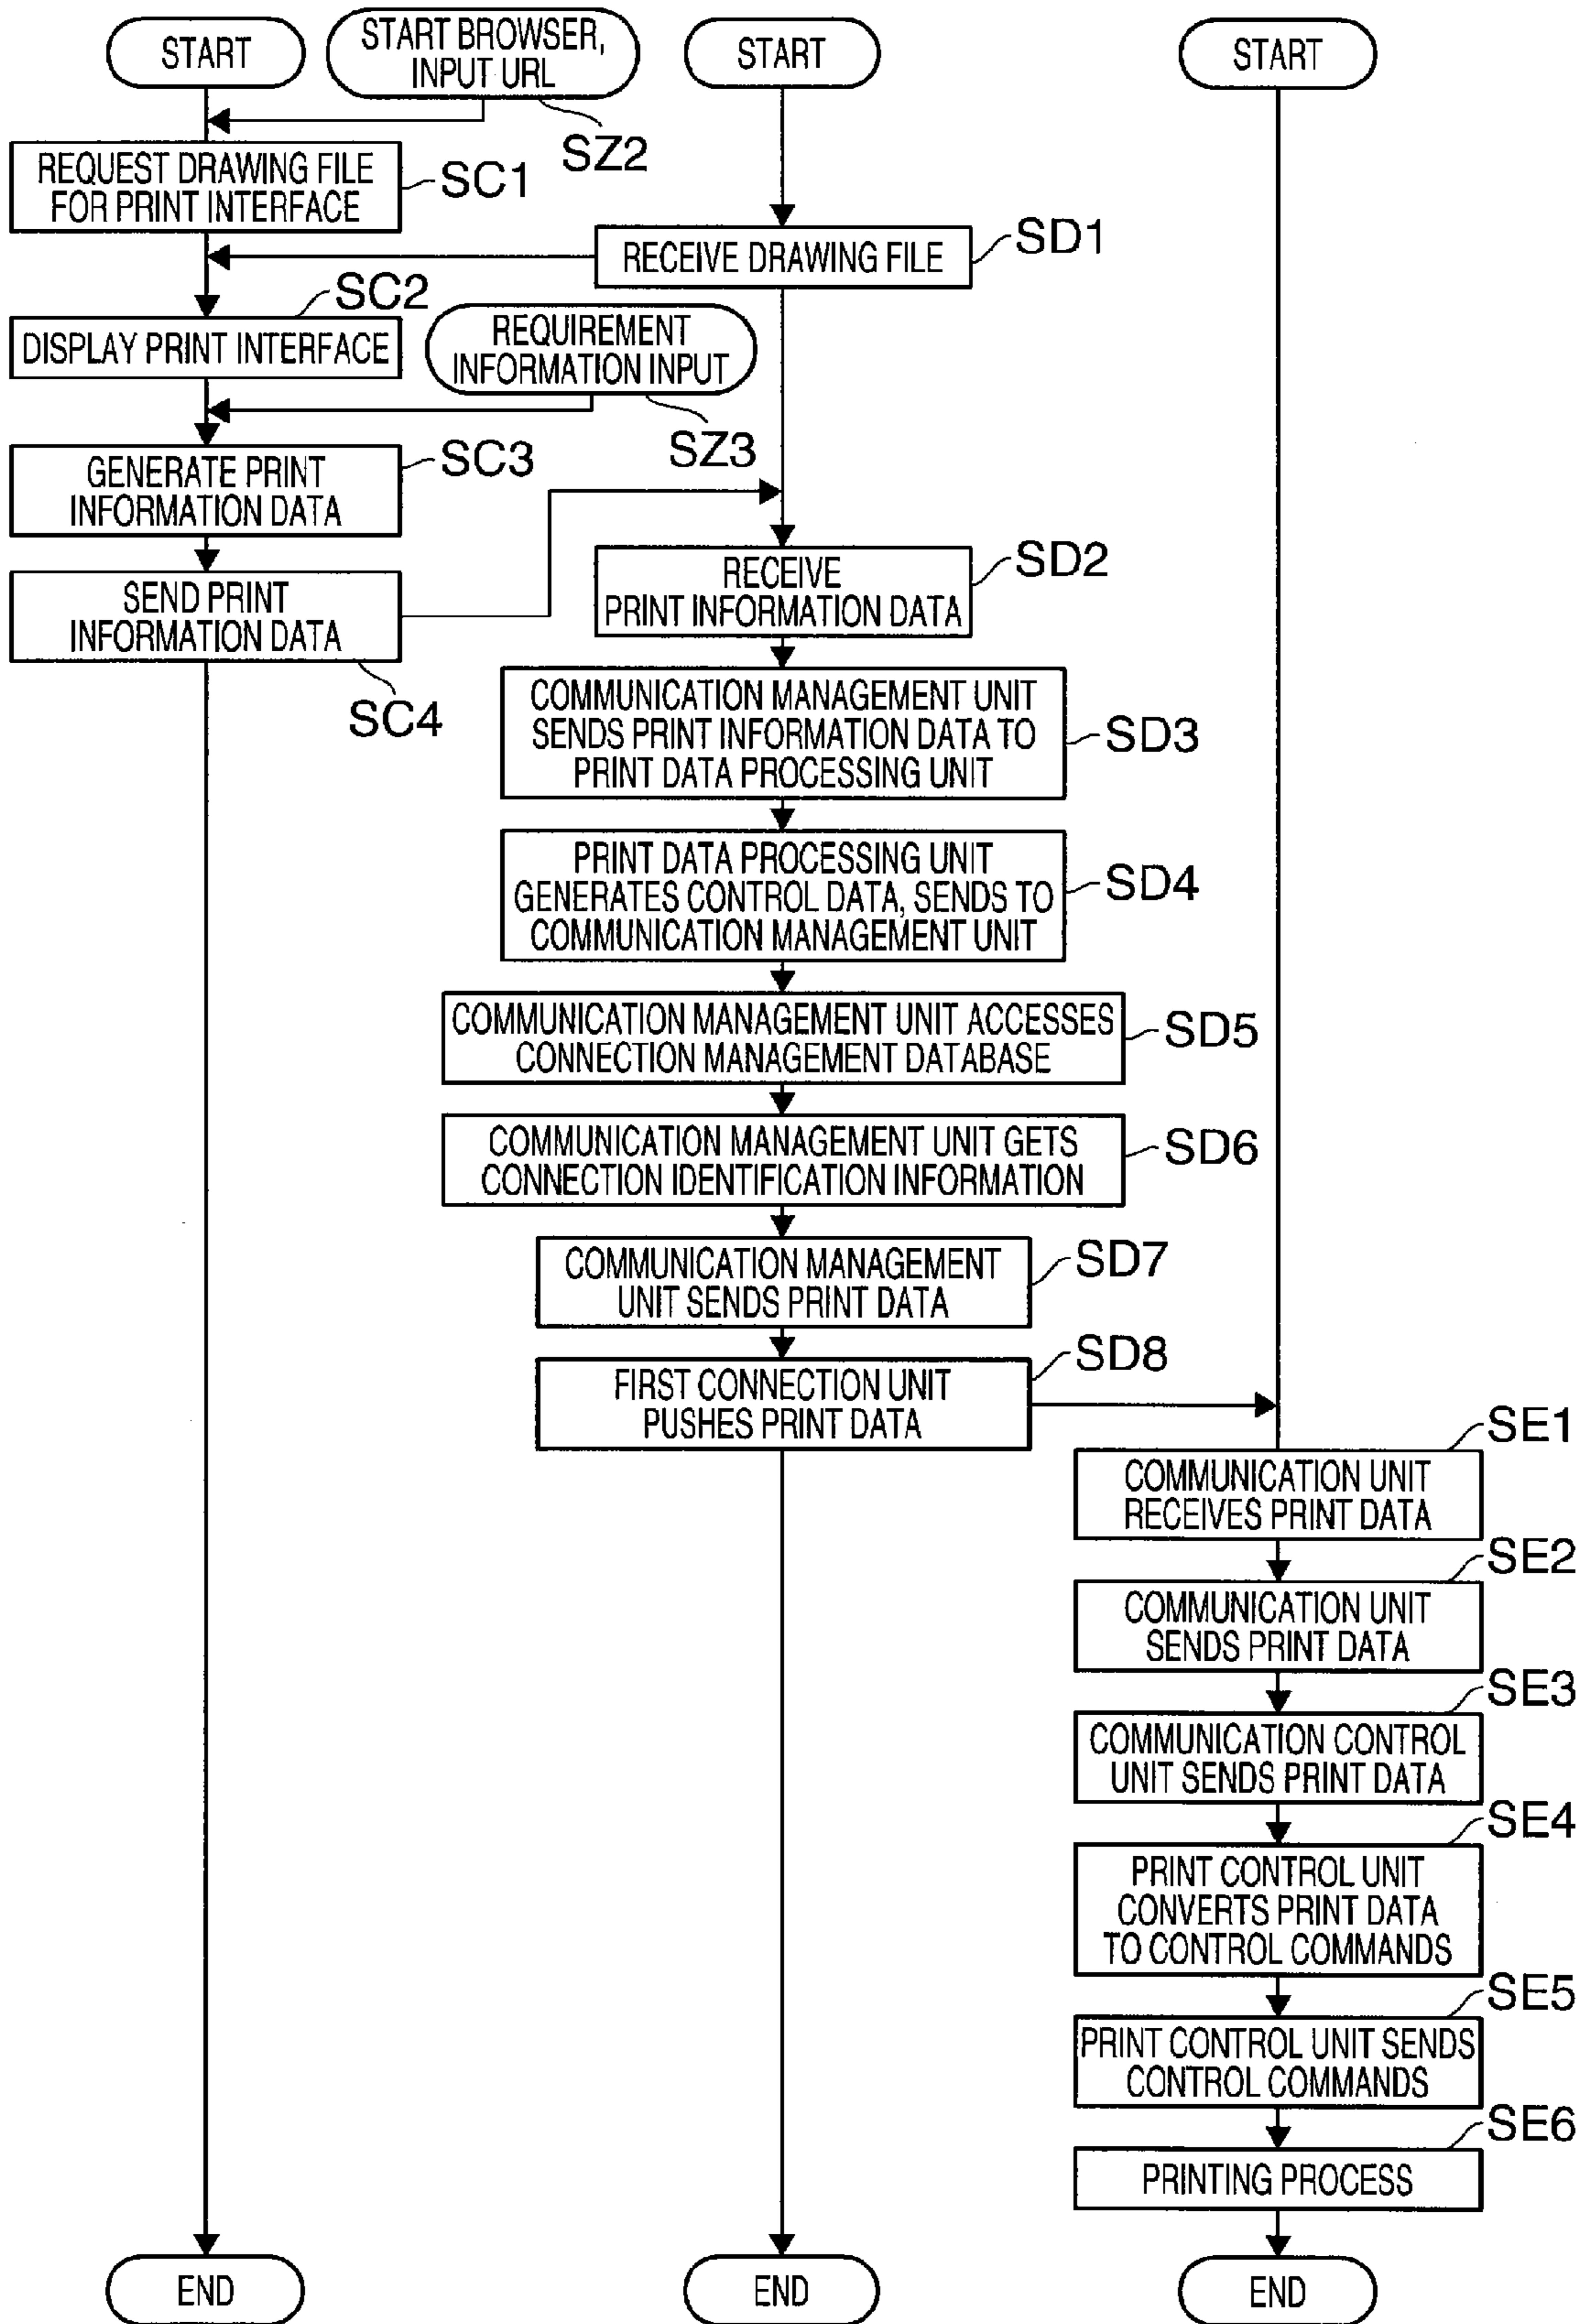 START
START BROWSER,
INPUT URL
START
START
SZ2
REQUEST DRAWING FILE
FOR PRINT INTERFACE
SC1
RECEIVE DRAWING FILE
SD1
SC2
DISPLAY PRINT INTERFACE
REQUIREMENT
INFORMATION INPUT
SZ3
GENERATE PRINT
INFORMATION DATA
SC3
SEND PRINT
INFORMATION DATA
SC4
RECEIVE
PRINT INFORMATION DATA
SD2
COMMUNICATION MANAGEMENT UNIT
SENDS PRINT INFORMATION DATA TO
PRINT DATA PROCESSING UNIT
SD3
PRINT DATA PROCESSING UNIT
GENERATES CONTROL DATA, SENDS TO
COMMUNICATION MANAGEMENT UNIT
SD4
COMMUNICATION MANAGEMENT UNIT ACCESSES
CONNECTION MANAGEMENT DATABASE
SD5
COMMUNICATION MANAGEMENT UNIT GETS
CONNECTION IDENTIFICATION INFORMATION
SD6
COMMUNICATION MANAGEMENT
UNIT SENDS PRINT DATA
SD7
FIRST CONNECTION UNIT
PUSHES PRINT DATA
SD8
SE1
COMMUNICATION UNIT
RECEIVES PRINT DATA
SE2
COMMUNICATION UNIT
SENDS PRINT DATA
SE3
COMMUNICATION CONTROL
UNIT SENDS PRINT DATA
SE4
PRINT CONTROL UNIT
CONVERTS PRINT DATA
TO CONTROL COMMANDS
SE5
PRINT CONTROL UNIT SENDS
CONTROL COMMANDS
SE6
PRINTING PROCESS
END
END
END